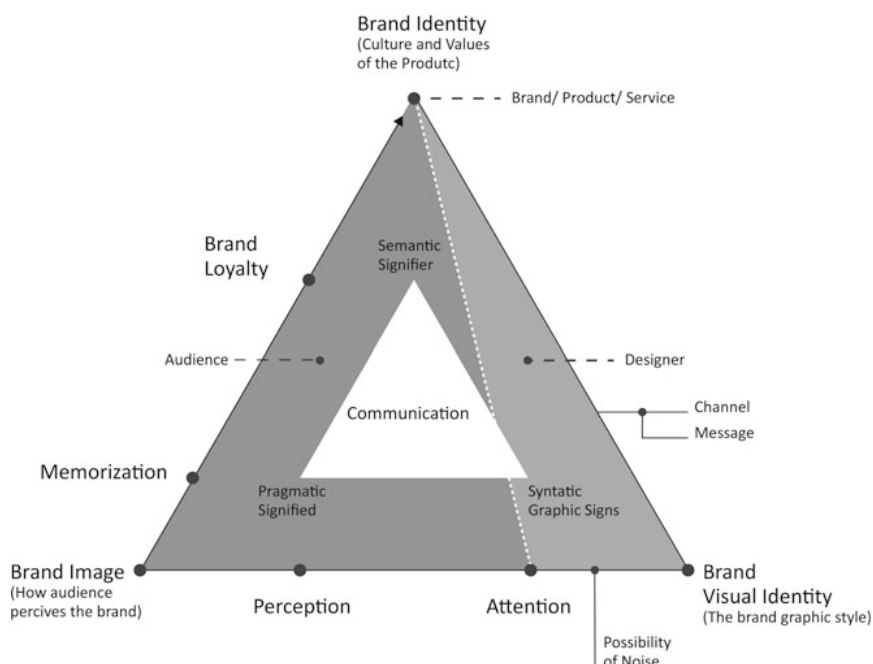 Brand Identity
(Culture and Values
of the Produtc)
Brand/ Product/ Service
Brand
Loyalty
Semantic
Signifier
Audience
Designer
Communication
Channel
Message
Memorization
Pragmatic
Signified
Syntatic
Graphic Signs
Brand Image
(How audience
percives the brand)
Perception
Attention
Brand
Visual Identity
(The brand graphic style)
Possibility
of Noise